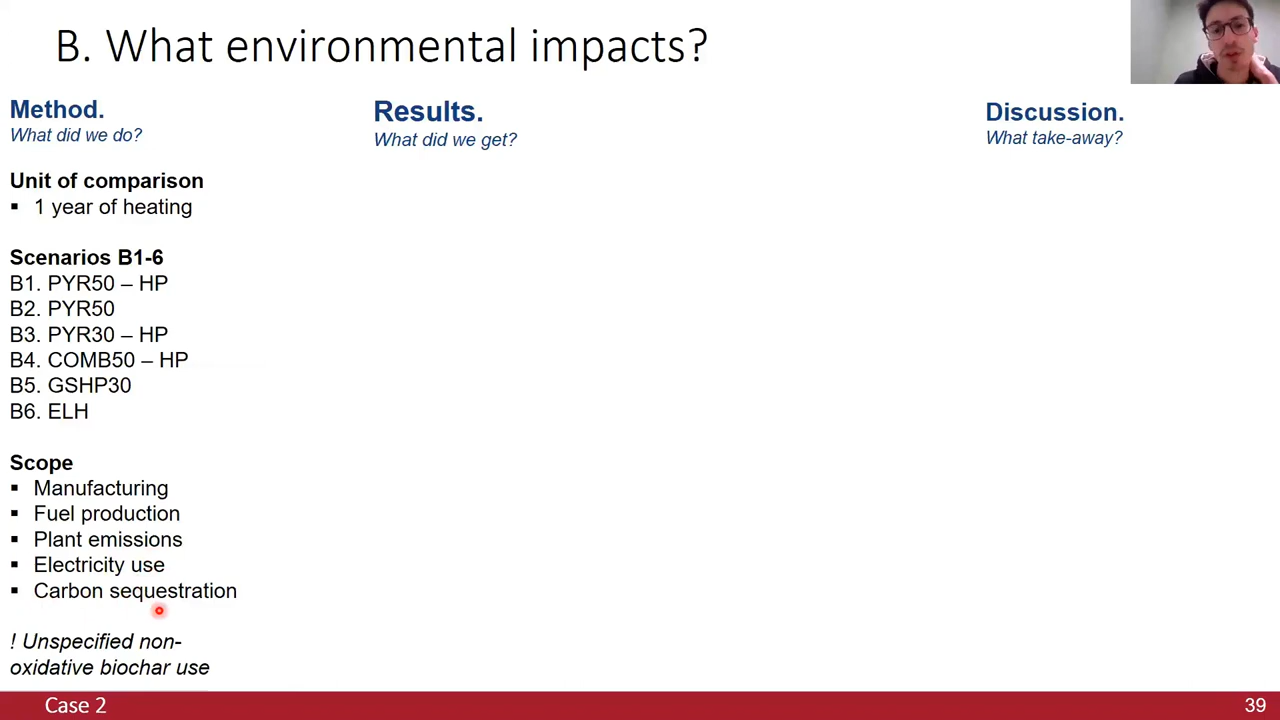 B. What environmental impacts?
Method.
What did we do?
Unit of comparison
▪ 1 year of heating
Scenarios B1-6
B1. PYR50 – HP
B2. PYR50
B3. PYR30 – HP
B4. COMB50 – HP
B5. GSHP30
B6. ELH
Scope
▪ Manufacturing
▪ Fuel production
▪ Plant emissions
▪ Electricity use
▪ Carbon sequestration
! Unspecified non-
oxidative biochar use
Results.
What did we get?
Discussion.
What take-away?
Case 2
39